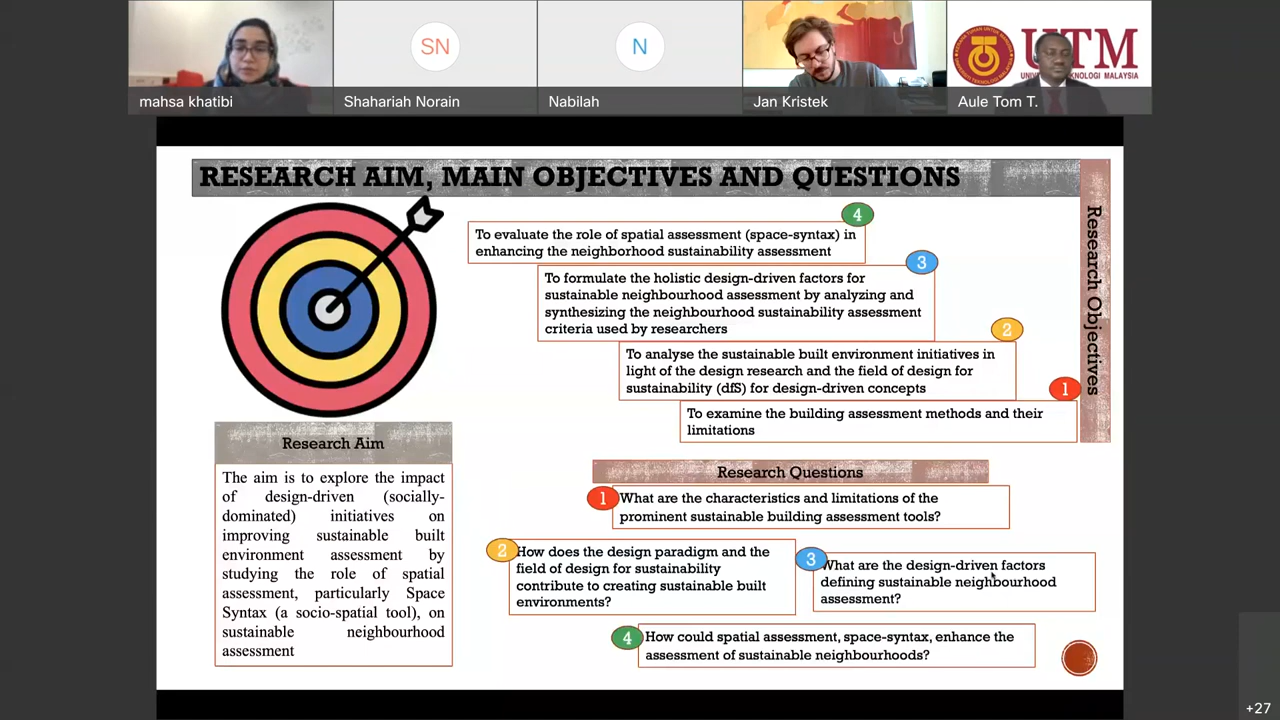 SN
N
UTM
UNIVERSITI TEKNOLOGI MALAYSIA
mahsa khatibi
Shahariah Norain
Nabilah
Jan Kristek
Aule Tom T.
RESEARCH AIM, MAIN OBJECTIVES AND QUESTIONS
Research Objectives
4
To evaluate the role of spatial assessment (space-syntax) in
enhancing the neighborhood sustainability assessment
3
To formulate the holistic design-driven factors for
sustainable neighbourhood assessment by analyzing and
synthesizing the neighbourhood sustainability assessment
criteria used by researchers
2
To analyse the sustainable built environment initiatives in
light of the design research and the field of design for
sustainability (dfS) for design-driven concepts
1
To examine the building assessment methods and their
limitations
Research Aim
The aim is to explore the impact
of design-driven (socially-
dominated) initiatives on
improving sustainable built
environment assessment by
studying the role of spatial
assessment, particularly Space
Syntax (a socio-spatial tool), on
sustainable neighbourhood
assessment
Research Questions
1
What are the characteristics and limitations of the
prominent sustainable building assessment tools?
2
How does the design paradigm and the
field of design for sustainability
contribute to creating sustainable built
environments?
3
What are the design-driven factors
defining sustainable neighbourhood
assessment?
4
How could spatial assessment, space-syntax, enhance the
assessment of sustainable neighbourhoods?
+27